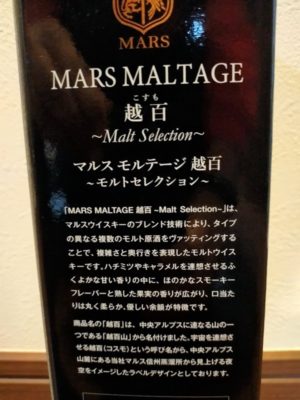 MARS
MARS MALTAGE
こすも
越百
~Malt Selection~
マルス モルテージ 越百
~モルトセレクション~
「MARS MALTAGE 越百 ~Malt Selection~」は、
マルスウイスキーのブレンド技術により、タイプ
の異なる複数のモルト原酒をヴァッティングする
ことで、複雑さと奥行きを表現したモルトウイス
キーです。ハチミツやキャラメルを連想させるふ
くよかな甘い香りの中に、ほのかなスモーキー
フレーバーと熟した果実の香りが広がり、口当た
りは丸く柔らか、優しい余韻が特徴です。
商品名の「越百」は、中央アルプスに連なる山の一
つである「越百山」から名付けました。宇宙を連想さ
せる越百(コスモ)という呼び名から、中央アルプス
山麓にある当社マルス信州蒸溜所から見上げる夜
空をイメージしたラベルデザインとしております。